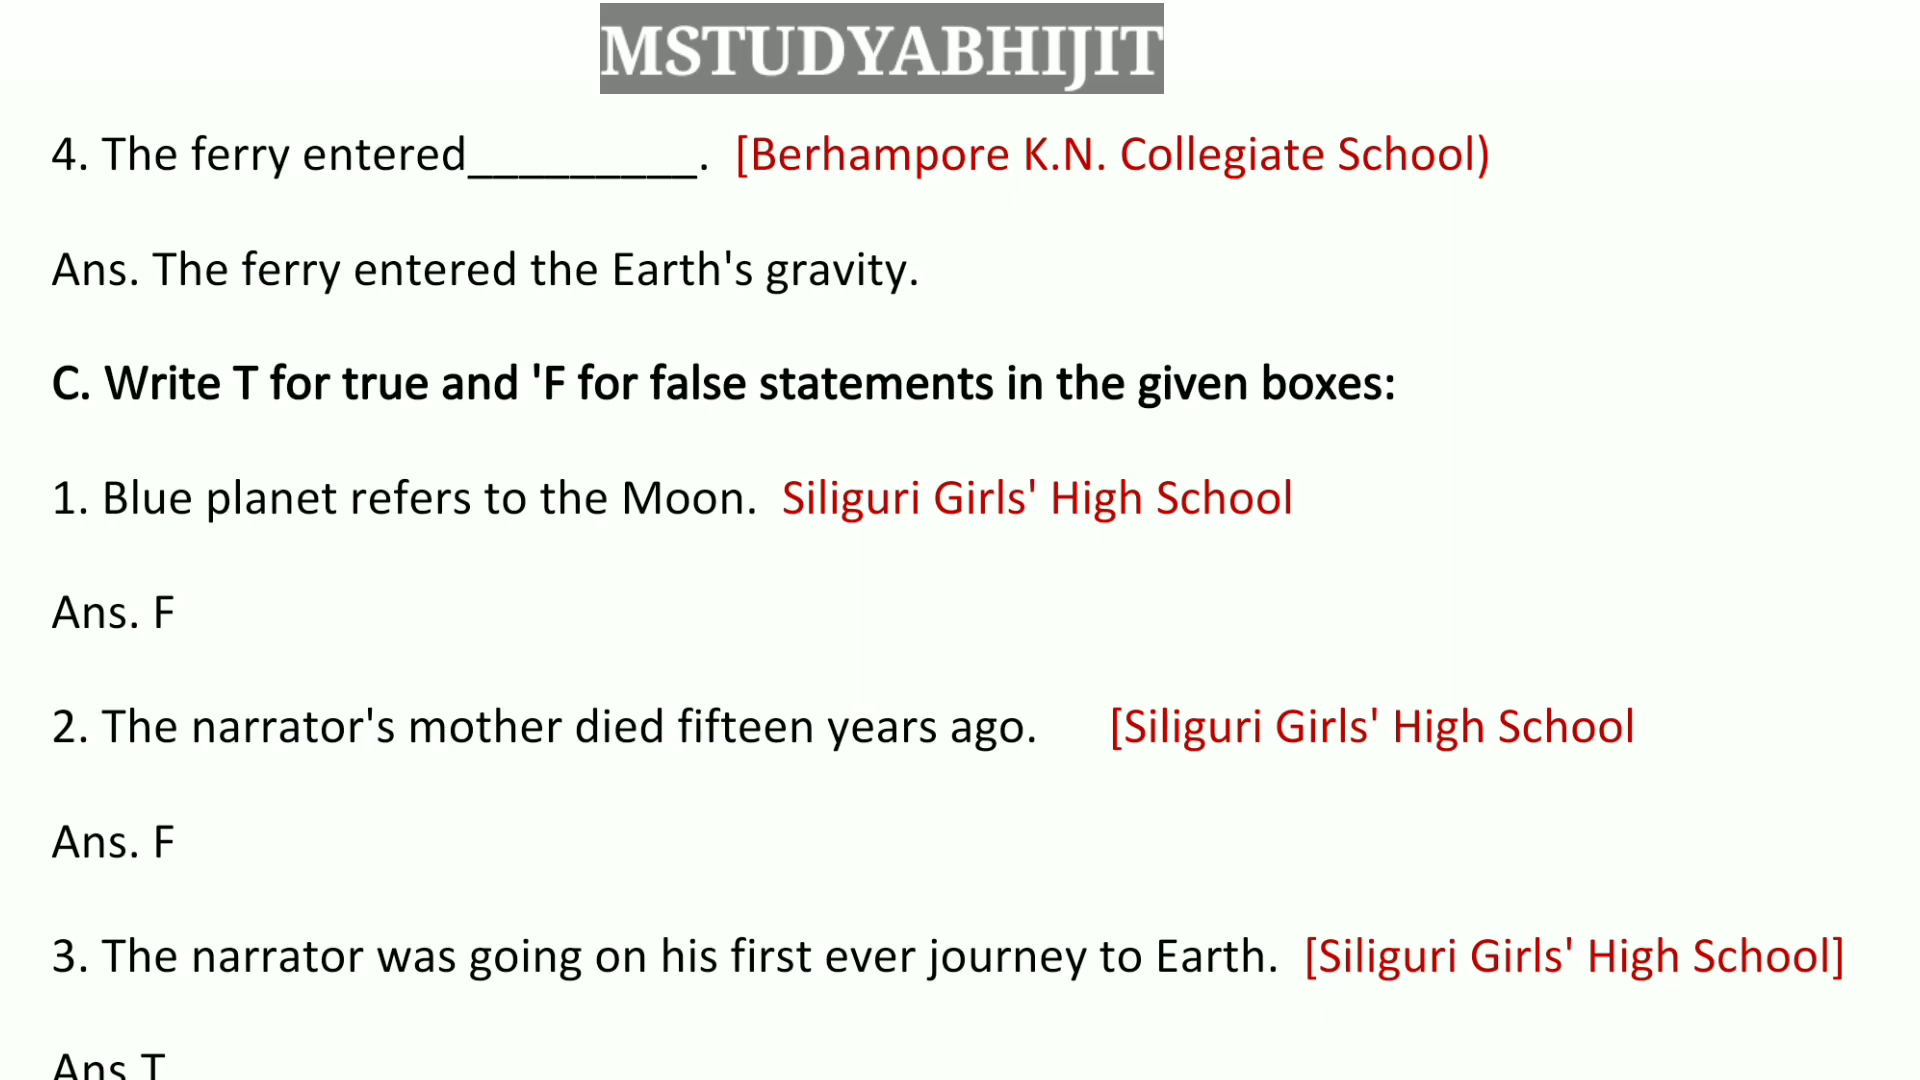 MSTUDYABHIJIT
4. The ferry entered_________. [Berhampore K.N. Collegiate School)
Ans. The ferry entered the Earth's gravity.
C. Write T for true and 'F for false statements in the given boxes:
1. Blue planet refers to the Moon. Siliguri Girls' High School
Ans. F
2. The narrator's mother died fifteen years ago. [Siliguri Girls' High School
Ans. F
3. The narrator was going on his first ever journey to Earth. [Siliguri Girls' High School]
Ans T